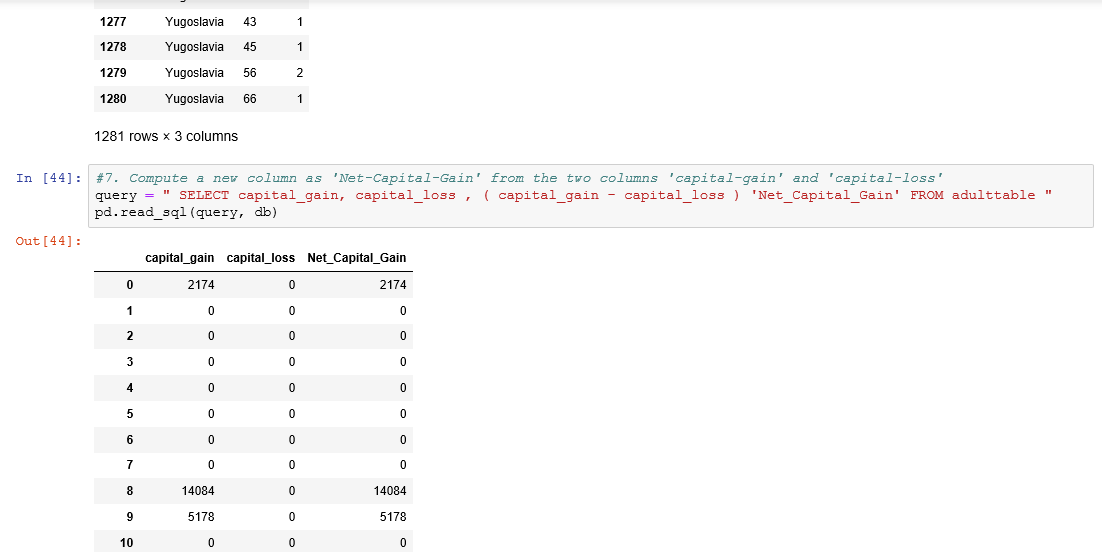 1277 Yugoslavia 43 1
1278 Yugoslavia 45 1
1279 Yugoslavia 56 2
1280 Yugoslavia 66 1
1281 rows × 3 columns
In [44]: #7. Compute a new column as 'Net-Capital-Gain' from the two columns 'capital-gain' and 'capital-loss'
query = " SELECT capital_gain, capital_loss , ( capital_gain - capital_loss ) 'Net_Capital_Gain' FROM adulttable "
pd.read_sql(query, db)
Out[44]:
capital_gain capital_loss Net_Capital_Gain
0 2174 0 2174
1 0 0 0
2 0 0 0
3 0 0 0
4 0 0 0
5 0 0 0
6 0 0 0
7 0 0 0
8 14084 0 14084
9 5178 0 5178
10 0 0 0